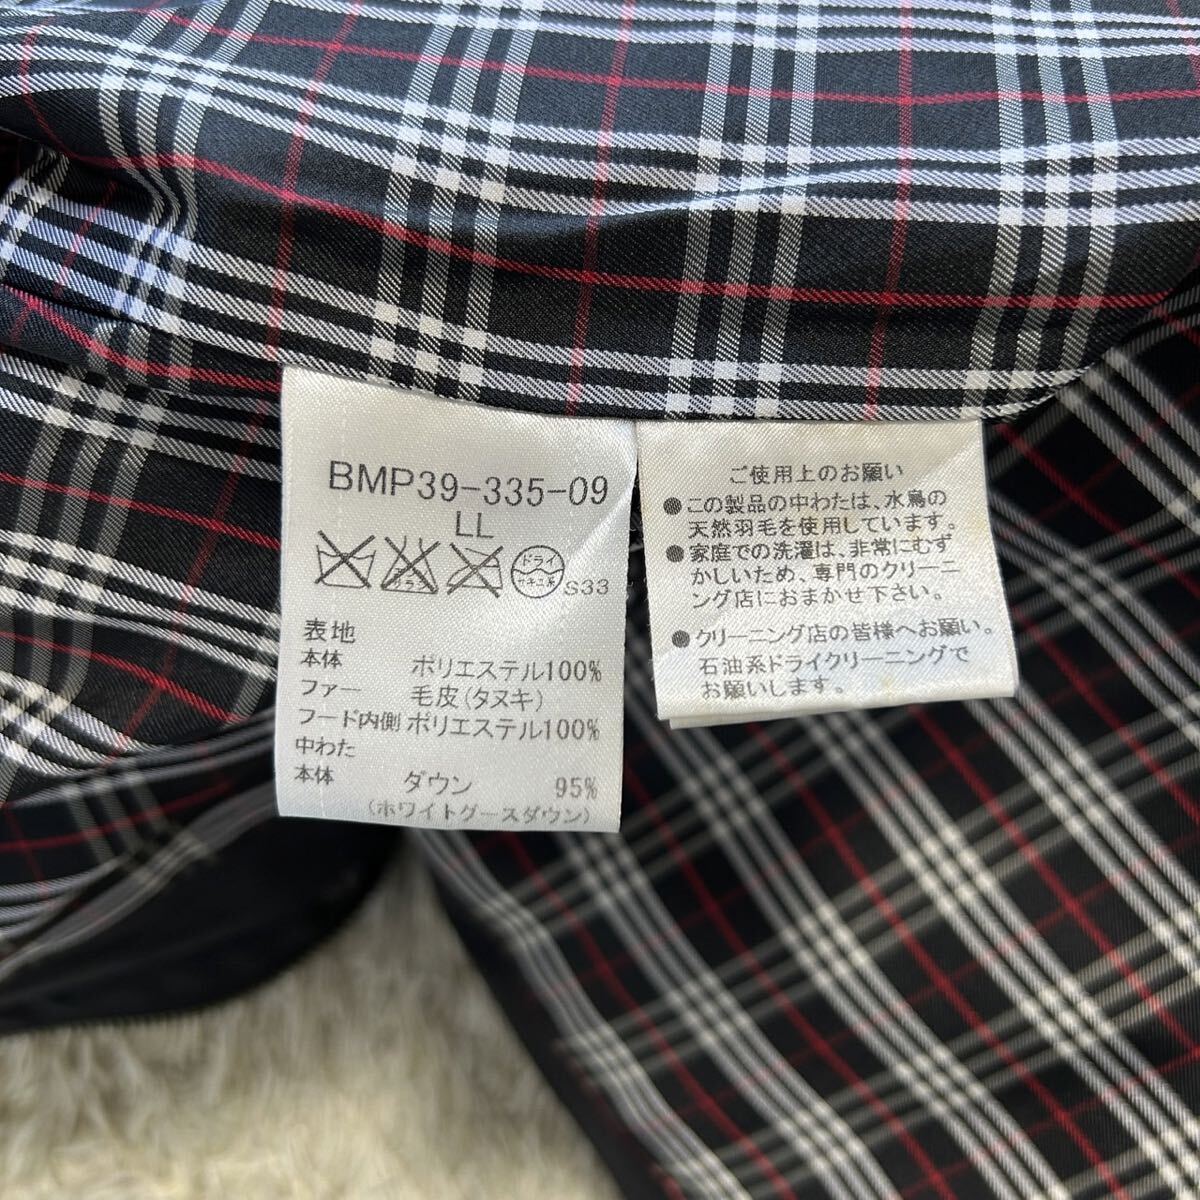 BMP39-335-09
LL
ドライ
セキユ系
S33
表地
本体 ポリエステル100%
ファー 毛皮(タヌキ)
フード内側 ポリエステル100%
中わた
本体 ダウン 95%
(ホワイトグースダウン)
ご使用上のお願い
●この製品の中わたは、水鳥の
天然羽毛を使用しています。
●家庭での洗濯は、非常にむず
かしいため、専門のクリーニ
ング店におまかせ下さい。
●クリーニング店の皆様へお願い。
石油系ドライクリーニングで
お願いします。